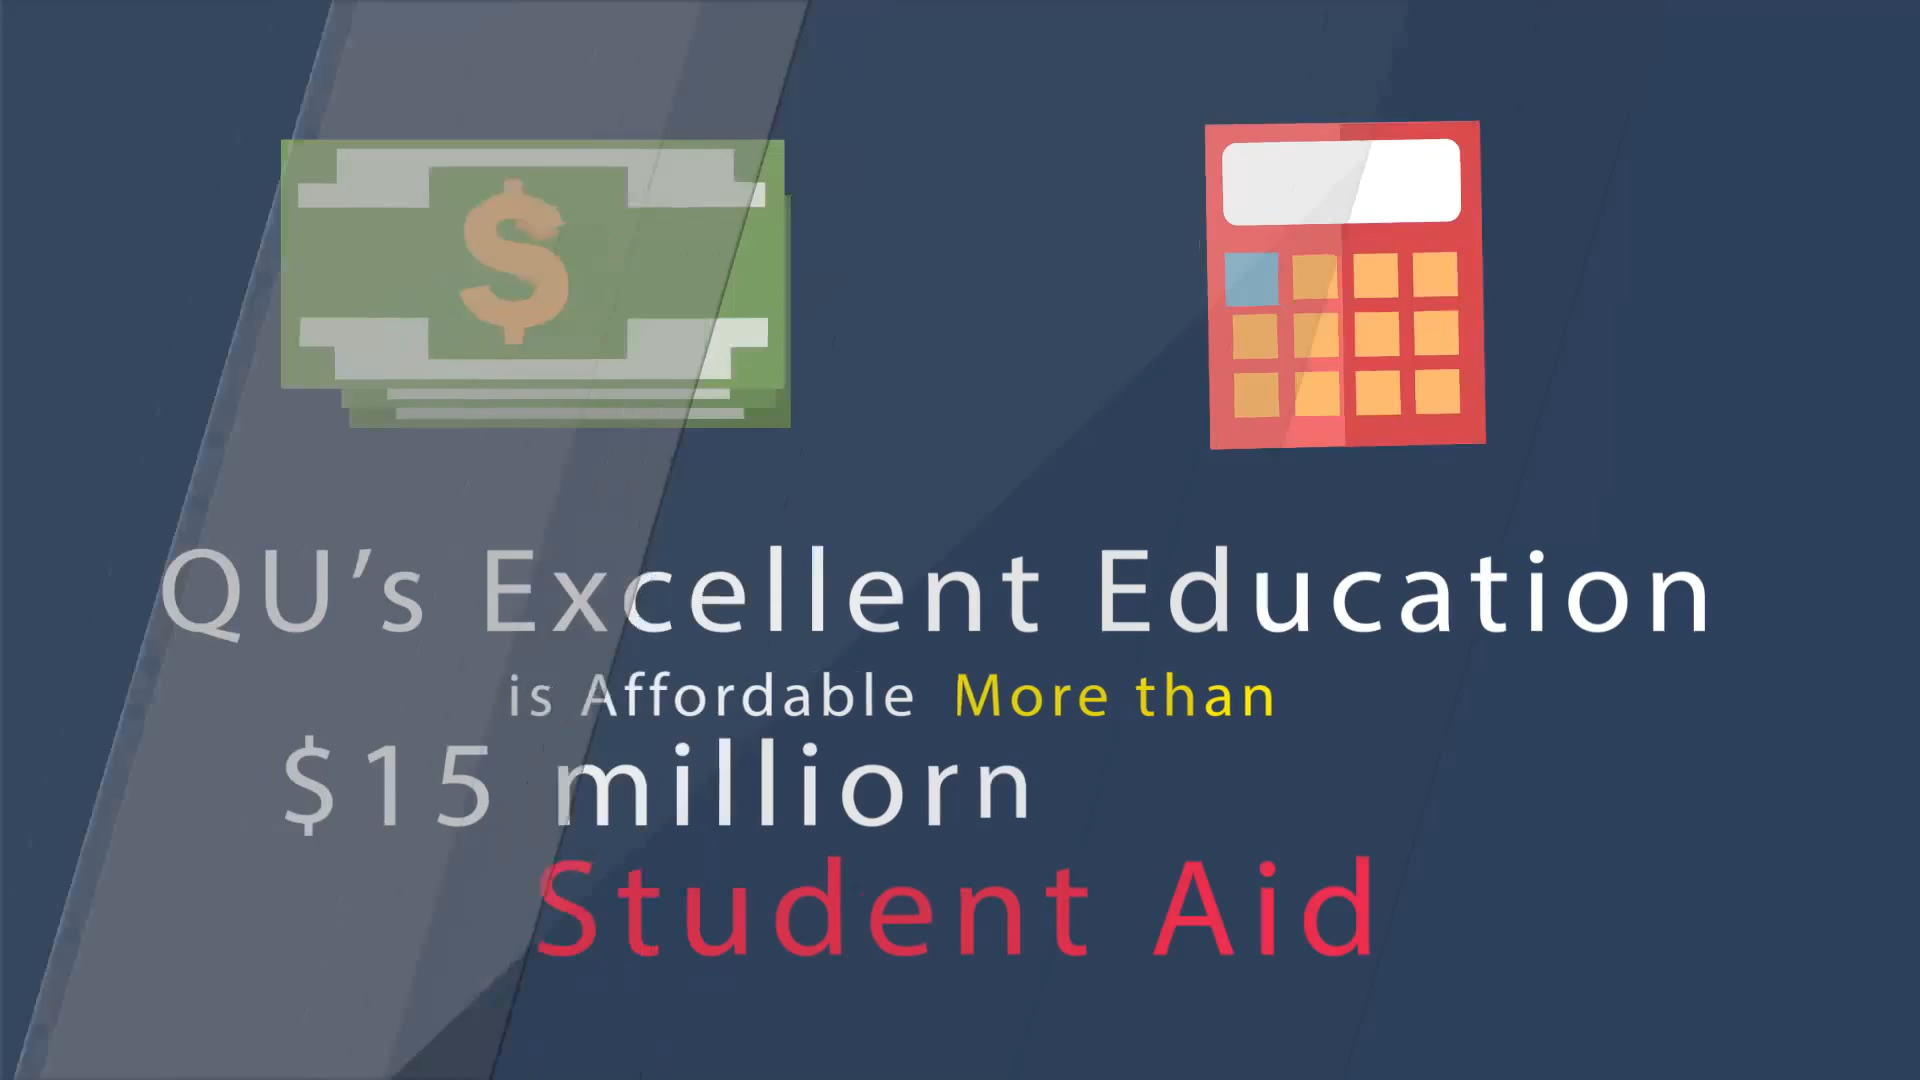 $
QU’s Excellent Education
is Affordable More than
$15 milliorn
Student Aid